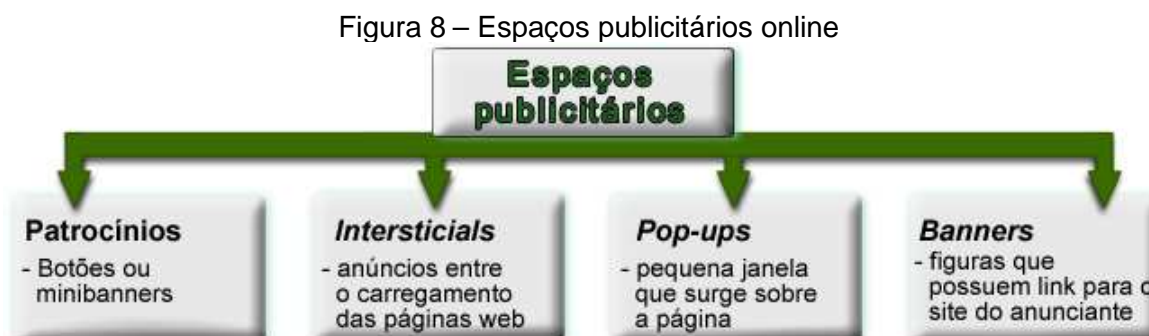 Figura 8 – Espaços publicitários online
Espaços
publicitários
Patrocínios
- Botões ou
minibanners
Intersticials
- anúncios entre
o carregamento
das páginas web
Pop-ups
- pequena janela
que surge sobre
a página
Banners
- figuras que
possuem link para o
site do anunciante